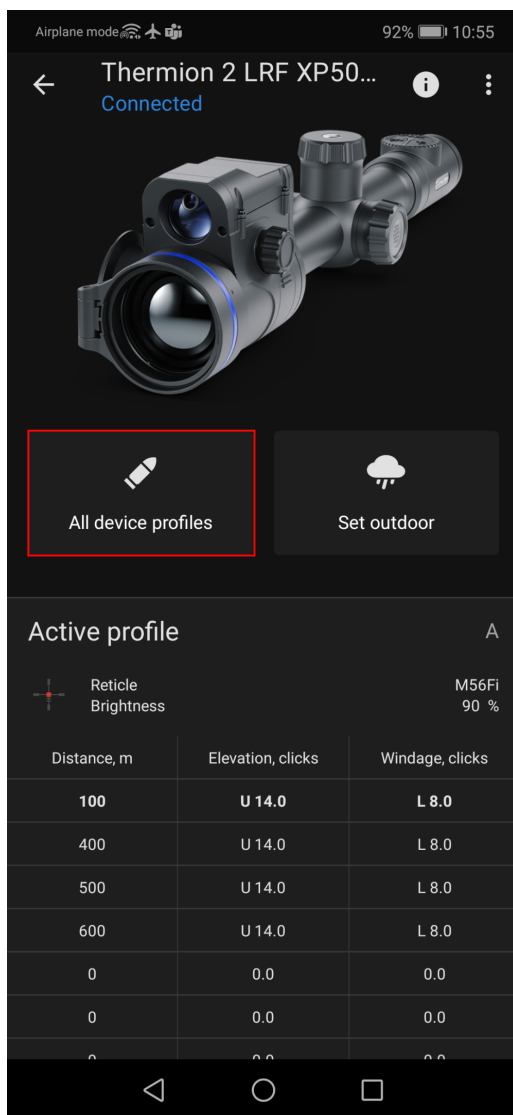 Airplane mode 92% 10:55
Thermion 2 LRF XP50...
Connected
All device profiles
Set outdoor
Active profile A
Reticle M56Fi
Brightness 90 %
Distance, m Elevation, clicks Windage, clicks
100 U 14.0 L 8.0
400 U 14.0 L 8.0
500 U 14.0 L 8.0
600 U 14.0 L 8.0
0 0.0 0.0
0 0.0 0.0